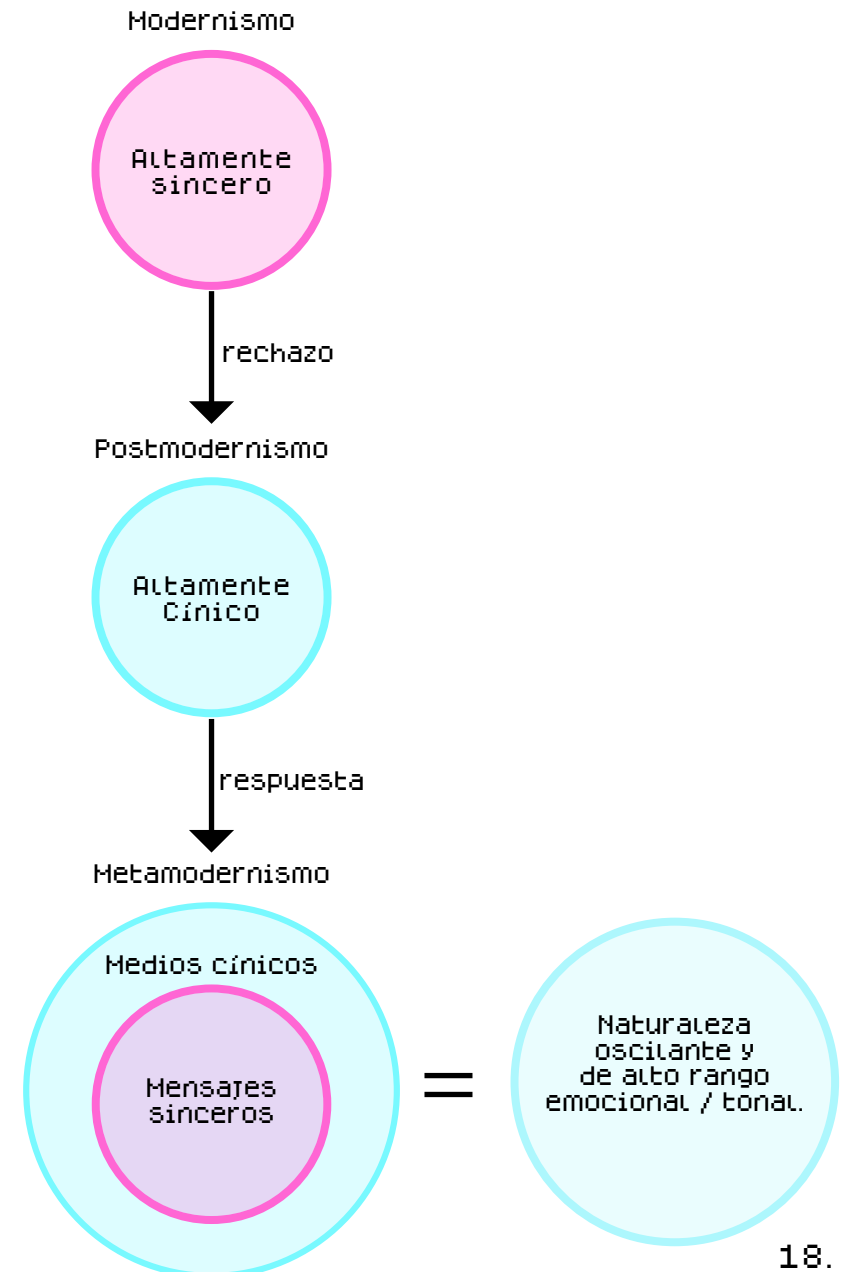 Modernismo
Altamente
sincero
rechazo
Postmodernismo
Altamente
Cínico
respuesta
Metamodernismo
Medios cínicos
Mensajes
sinceros
=
Naturaleza
oscilante y
de alto rango
emocional / tonal.
18.